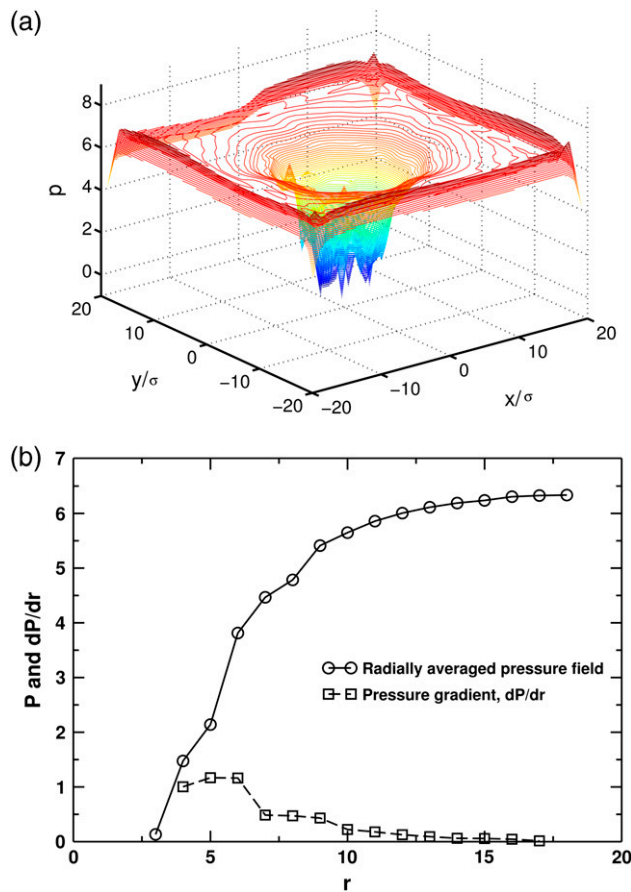 (a)
8
6
4
2
0
p
20
10
0
−10
−20
y/σ
−20
−10
0
10
20
x/σ
(b)
7
6
5
4
3
2
1
0
P and dP/dr
Radially averaged pressure field
Pressure gradient, dP/dr
0 5 10 15 20
r